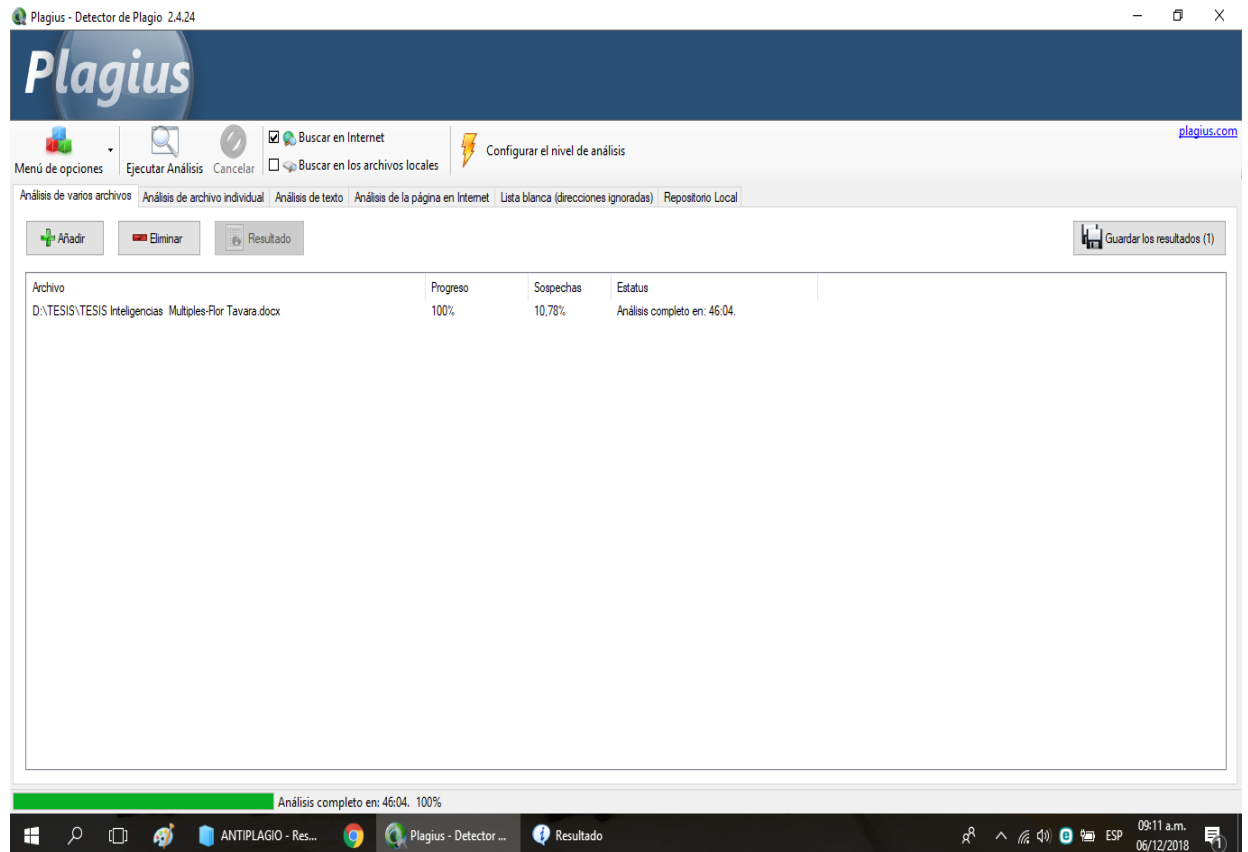 Plagius - Detector de Plagio 2.4.24
Plagius
plagius.com
Buscar en Internet
Buscar en los archivos locales
Configurar el nivel de análisis
Menú de opciones
Ejecutar Análisis
Cancelar
Análisis de varios archivos
Análisis de archivo individual
Análisis de texto
Análisis de la página en Internet
Lista blanca (direcciones ignoradas)
Repositorio Local
Añadir
Eliminar
Resultado
Guardar los resultados (1)
Archivo Progreso Sospechas Estatus
D:\TESIS\TESIS Inteligencias  Multiples-Flor Tavara.docx 100% 10,78% Análisis completo en: 46:04.
Análisis completo en: 46:04. 100%
ANTIPLAGIO - Res...
Plagius - Detector ...
Resultado
ESP
09:11 a.m.
06/12/2018
1